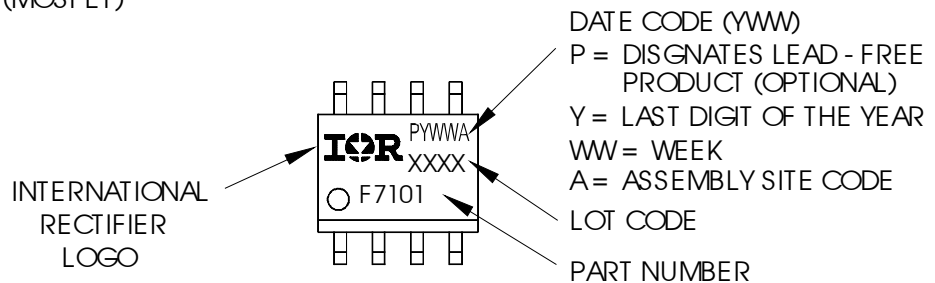 (MOSFET)
DATE CODE (YWW)
P = DISGNATES LEAD - FREE
PRODUCT (OPTIONAL)
Y = LAST DIGIT OF THE YEAR
WW = WEEK
A = ASSEMBLY SITE CODE
LOT CODE
PART NUMBER
INTERNATIONAL
RECTIFIER
LOGO
IOR
PYWWA
XXXX
F7101